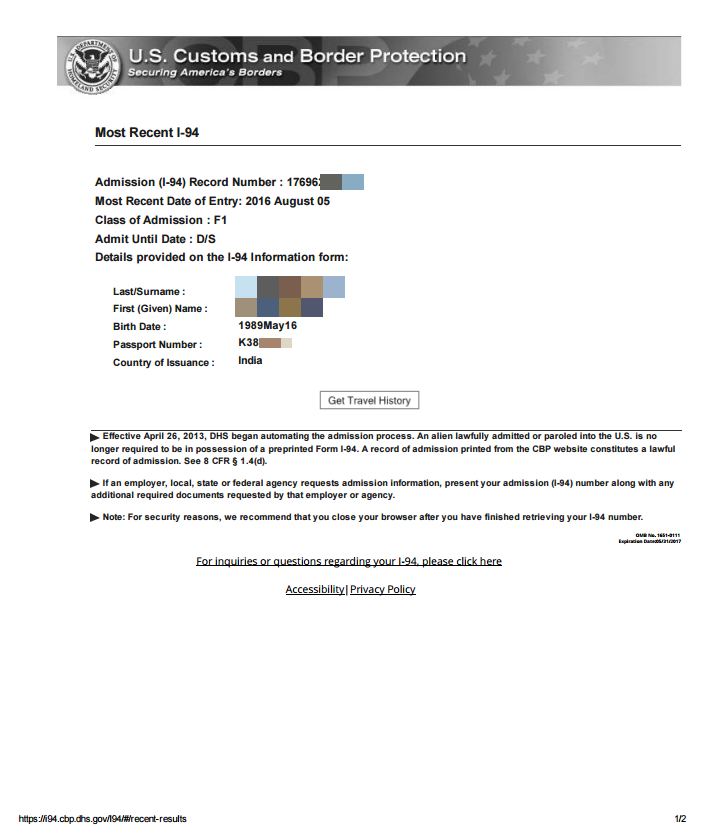 U.S. Customs and Border Protection
Securing America's Borders
Most Recent I-94
Admission (I-94) Record Number : 17696
Most Recent Date of Entry: 2016 August 05
Class of Admission : F1
Admit Until Date : D/S
Details provided on the I-94 Information form:
Last/Surname :
First (Given) Name :
Birth Date : 1989May16
Passport Number : K38
Country of Issuance : India
Get Travel History
Effective April 26, 2013, DHS began automating the admission process. An alien lawfully admitted or paroled into the U.S. is no
longer required to be in possession of a preprinted Form I-94. A record of admission printed from the CBP website constitutes a lawful
record of admission. See 8 CFR § 1.4(d).
If an employer, local, state or federal agency requests admission information, present your admission (I-94) number along with any
additional required documents requested by that employer or agency.
Note: For security reasons, we recommend that you close your browser after you have finished retrieving your I-94 number.
OMB No. 1651-0111
Expiration Date:05/31/2017
For inquiries or questions regarding your I-94, please click here
Accessibility|Privacy Policy
https://i94.cbp.dhs.gov/I94/#/recent-results 1/2